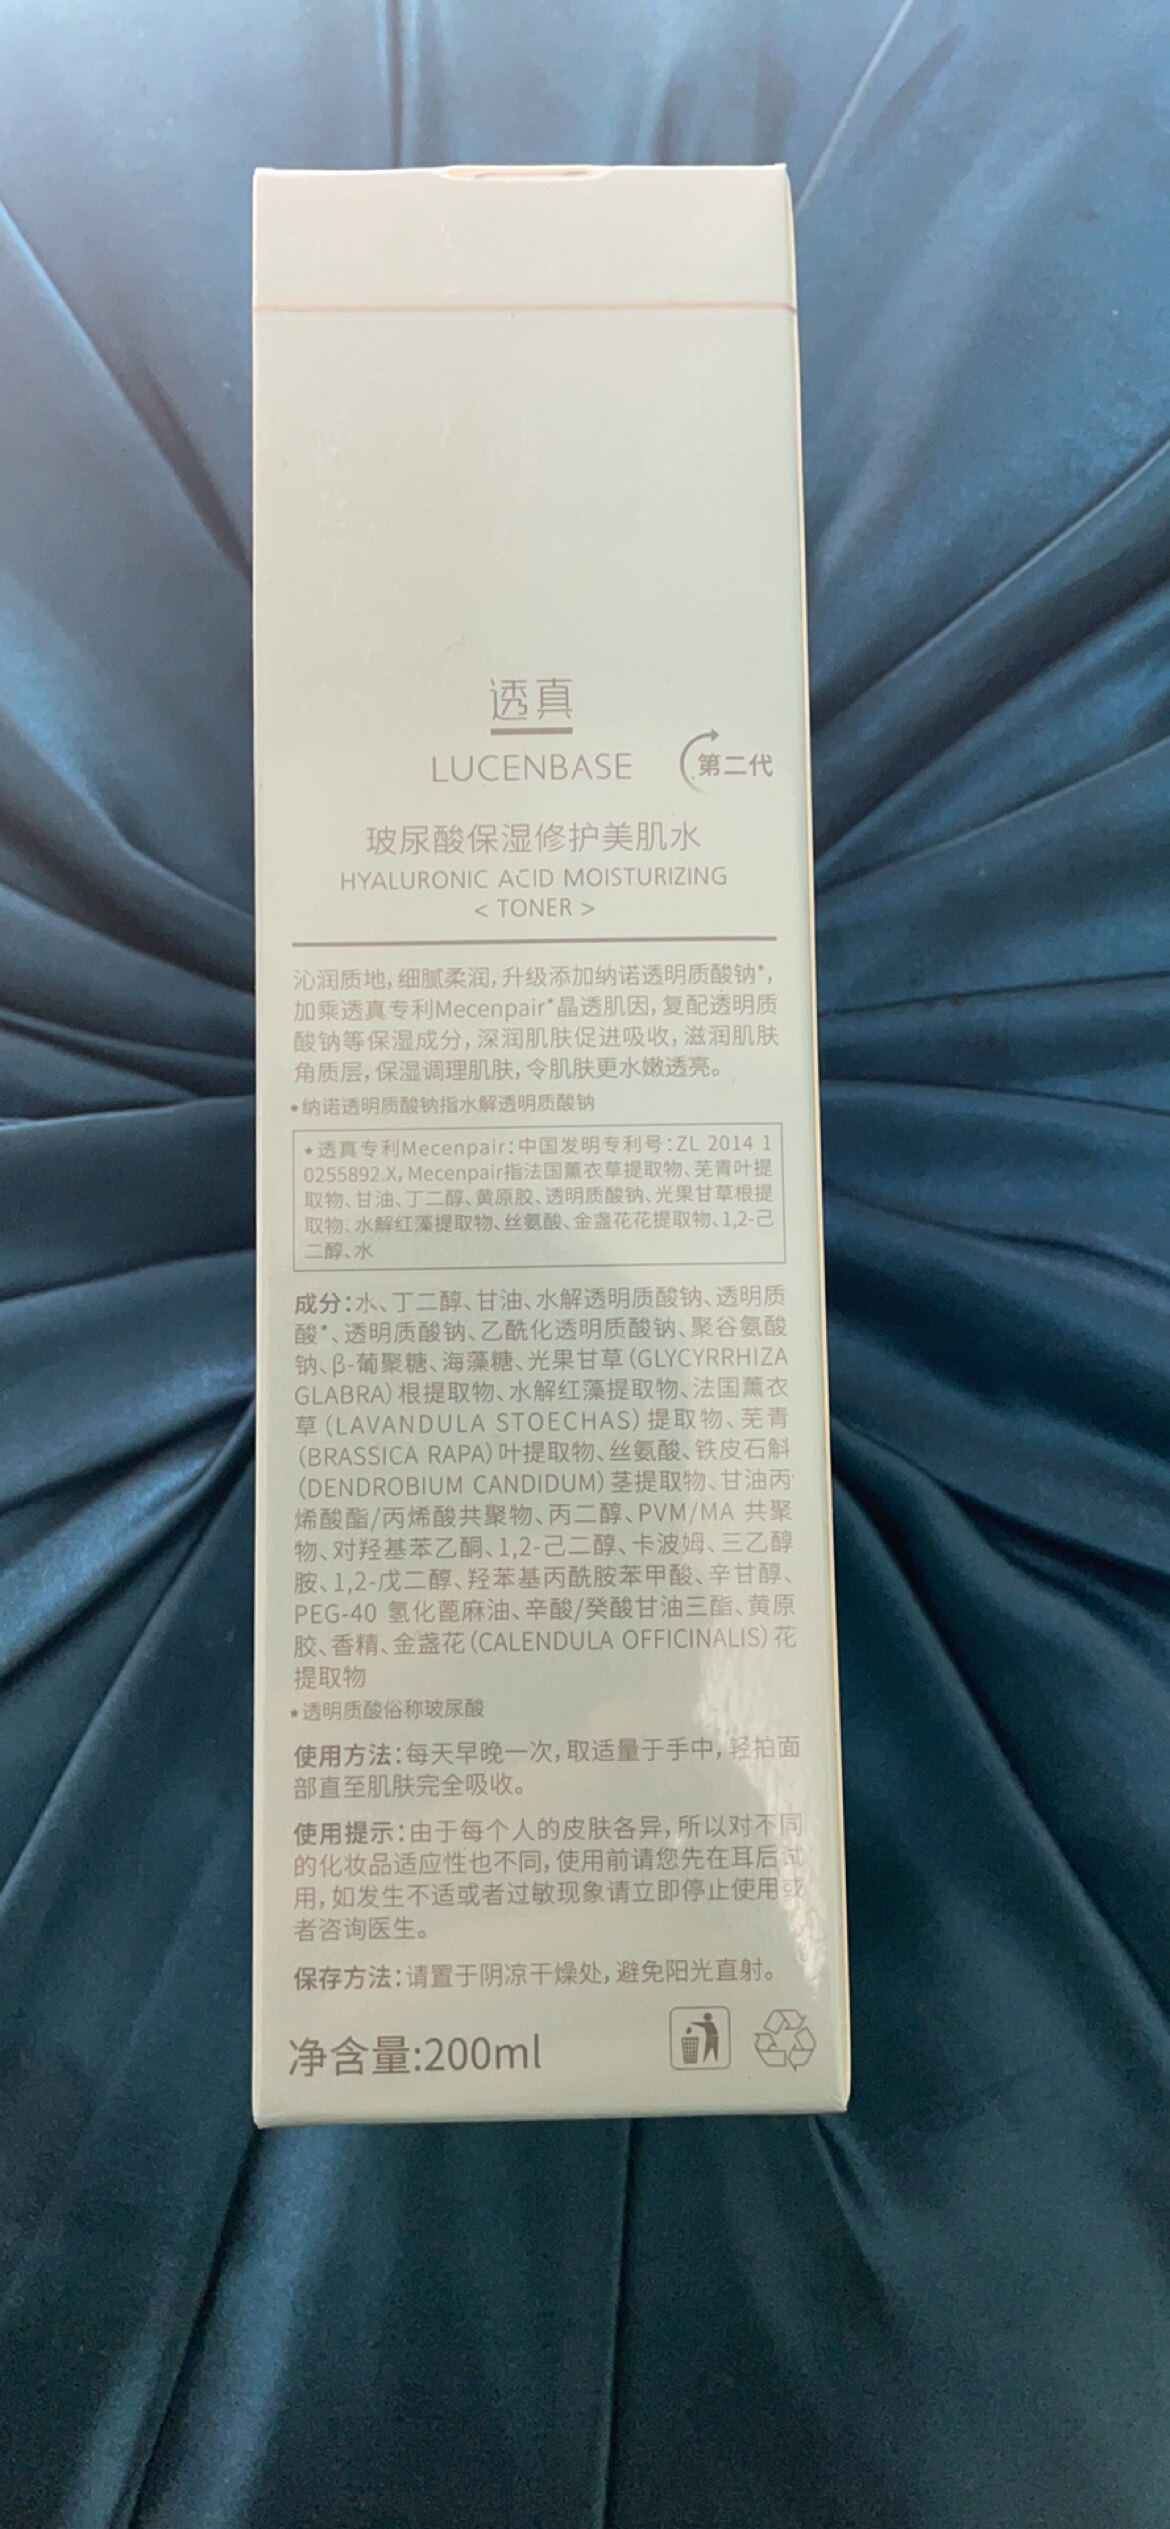 透真
LUCENBASE
第二代
玻尿酸保湿修护美肌水
HYALURONIC ACID MOISTURIZING
< TONER >
沁润质地,细腻柔润,升级添加纳诺透明质酸钠*,
加乘透真专利Mecenpair*晶透肌因,复配透明质
酸钠等保湿成分,深润肌肤促进吸收,滋润肌肤
角质层,保湿调理肌肤,令肌肤更水嫩透亮。
*纳诺透明质酸钠指水解透明质酸钠
*透真专利Mecenpair:中国发明专利号:ZL 2014 1
0255892.X,Mecenpair指法国薰衣草提取物、芜青叶提
取物、甘油、丁二醇、黄原胶、透明质酸钠、光果甘草根提
取物、水解红藻提取物、丝氨酸、金盏花花提取物、1,2-己
二醇、水
成分:水、丁二醇、甘油、水解透明质酸钠、透明质
酸*、透明质酸钠、乙酰化透明质酸钠、聚谷氨酸
钠、β-葡聚糖、海藻糖、光果甘草(GLYCYRRHIZA
GLABRA)根提取物、水解红藻提取物、法国薰衣
草(LAVANDULA STOECHAS)提取物、芜青
(BRASSICA RAPA)叶提取物、丝氨酸、铁皮石斛
(DENDROBIUM CANDIDUM)茎提取物、甘油丙
烯酸酯/丙烯酸共聚物、丙二醇、PVM/MA 共聚
物、对羟基苯乙酮、1,2-己二醇、卡波姆、三乙醇
胺、1,2-戊二醇、羟苯基丙酰胺苯甲酸、辛甘醇、
PEG-40 氢化蓖麻油、辛酸/癸酸甘油三酯、黄原
胶、香精、金盏花(CALENDULA OFFICINALIS)花
提取物
*透明质酸俗称玻尿酸
使用方法:每天早晚一次,取适量于手中,轻拍面
部直至肌肤完全吸收。
使用提示:由于每个人的皮肤各异,所以对不同
的化妆品适应性也不同,使用前请您先在耳后试
用,如发生不适或者过敏现象请立即停止使用或
者咨询医生。
保存方法:请置于阴凉干燥处,避免阳光直射。
净含量:200ml